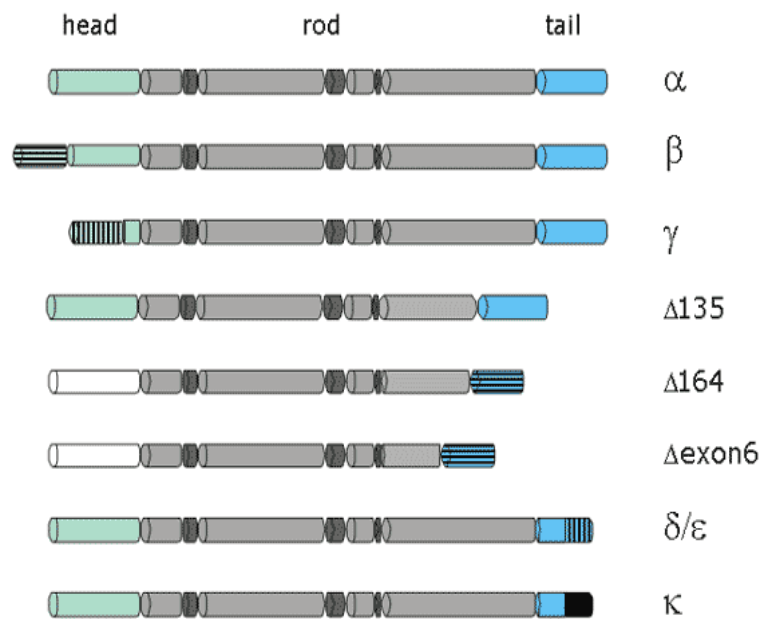 head rod tail
α
β
γ
Δ135
Δ164
Δexon6
δ/ε
κ